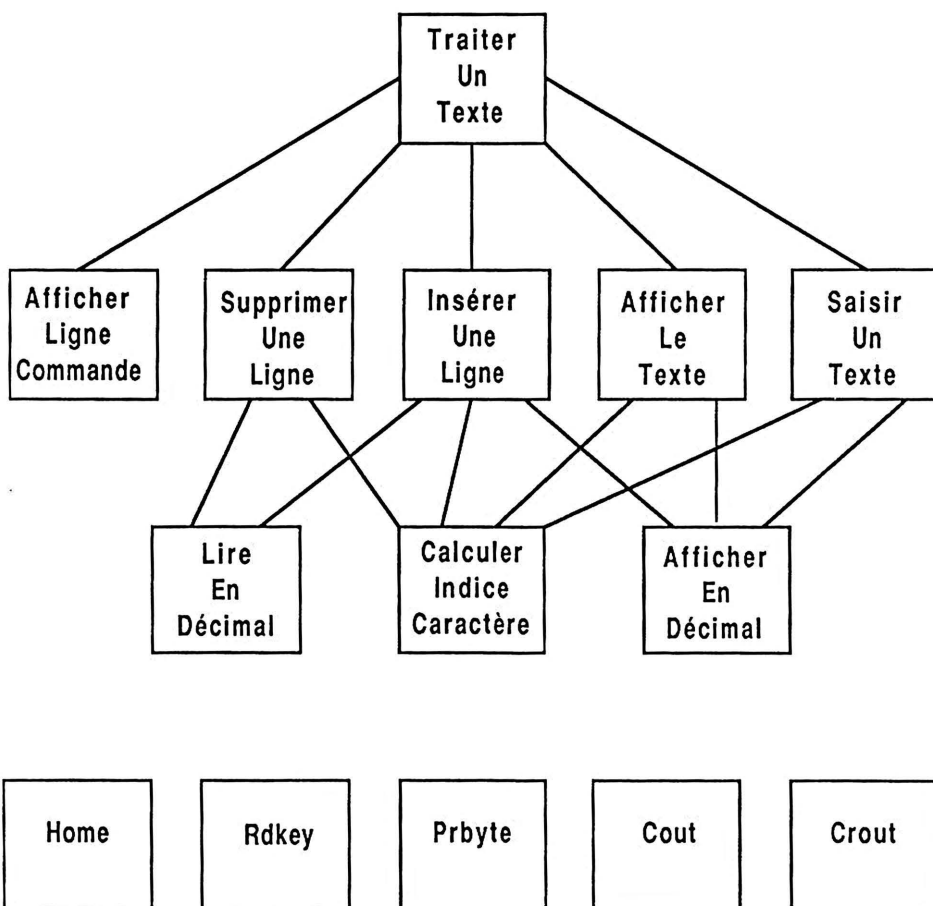 Traiter
Un
Texte
Afficher
Ligne
Commande
Supprimer
Une
Ligne
Insérer
Une
Ligne
Afficher
Le
Texte
Saisir
Un
Texte
Lire
En
Décimal
Calculer
Indice
Caractère
Afficher
En
Décimal
Home
Rdkey
Prbyte
Cout
Crout